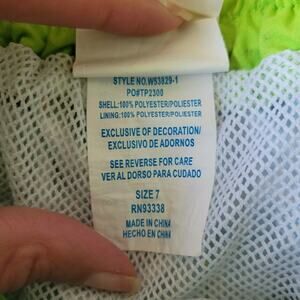 STYLE NO.W53829-1
PO#TP2300
SHELL:100% POLYESTER/POLIESTER
LINING:100% POLYESTER/POLIESTER
EXCLUSIVE OF DECORATION/
EXCLUSIVO DE ADORNOS
SEE REVERSE FOR CARE
VER AL DORSO PARA CUIDADO
SIZE 7
RN93338
MADE IN CHINA
HECHO EN CHINA